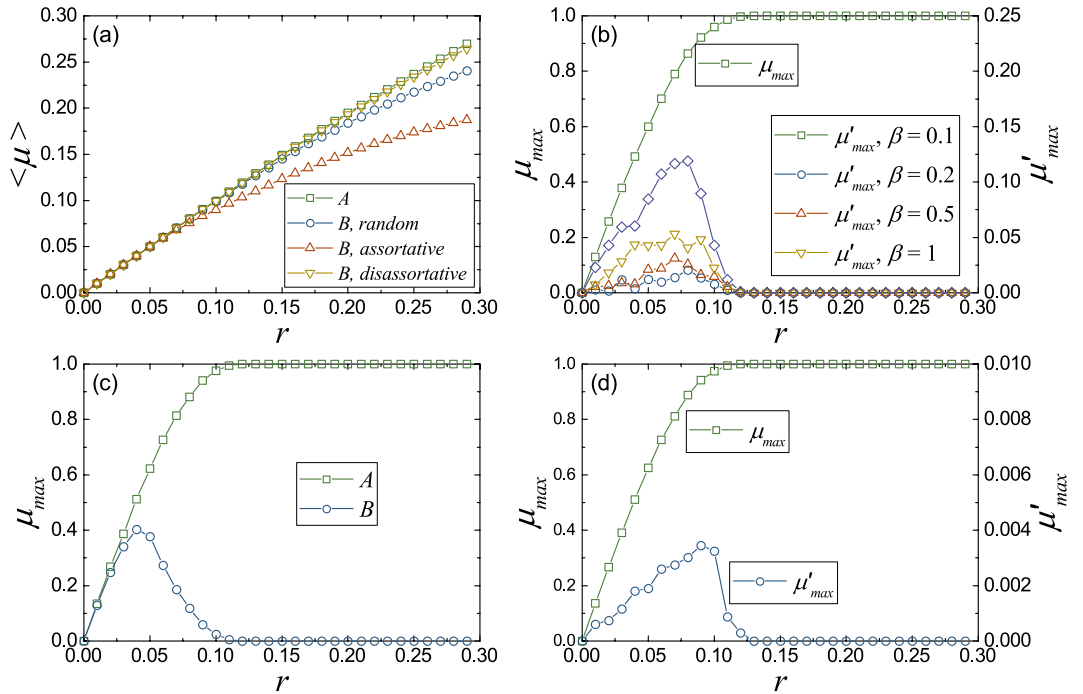 (a)
<μ>
0.30
0.25
0.20
0.15
0.10
0.05
0.00
A
B, random
B, assortative
B, disassortative
0.00 0.05 0.10 0.15 0.20 0.25 0.30
r
(b)
μmax
1.0
0.8
0.6
0.4
0.2
0.0
μmax
μ'max, β = 0.1
μ'max, β = 0.2
μ'max, β = 0.5
μ'max, β = 1
0.25
0.20
0.15
0.10
0.05
0.00
μ'max
0.00 0.05 0.10 0.15 0.20 0.25 0.30
r
(c)
μmax
1.0
0.8
0.6
0.4
0.2
0.0
A
B
0.00 0.05 0.10 0.15 0.20 0.25 0.30
r
(d)
μmax
1.0
0.8
0.6
0.4
0.2
0.0
μmax
μ'max
0.010
0.008
0.006
0.004
0.002
0.000
μ'max
0.00 0.05 0.10 0.15 0.20 0.25 0.30
r